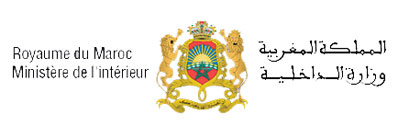 Royaume du Maroc
Ministère de l'intérieur
المملكة المغربية
وزارة الداخلية